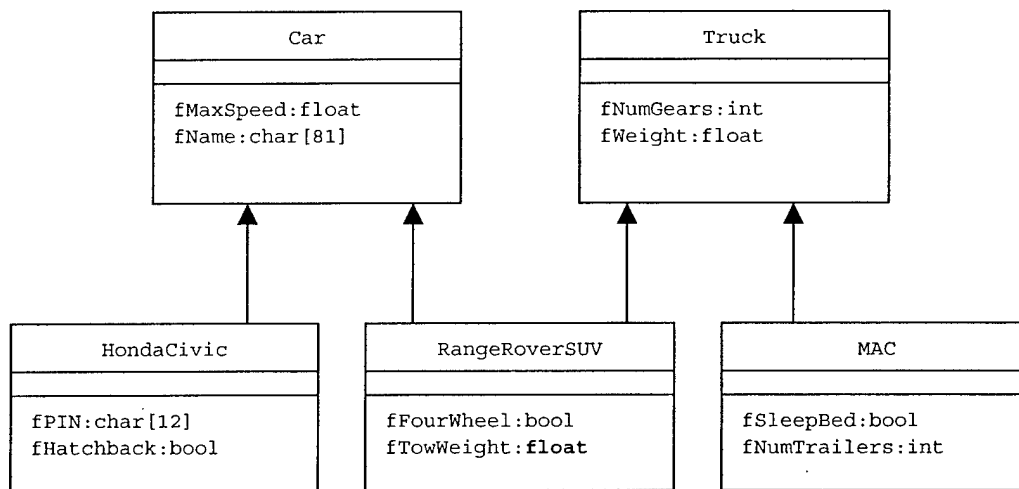 Car
fMaxSpeed:float
fName:char[81]
Truck
fNumGears:int
fWeight:float
HondaCivic
fPIN:char[12]
fHatchback:bool
RangeRoverSUV
fFourWheel:bool
fTowWeight:float
MAC
fSleepBed:bool
fNumTrailers:int